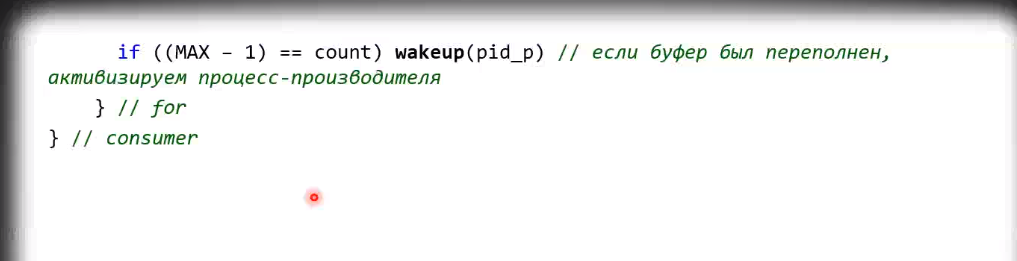 if ((MAX – 1) == count) wakeup(pid_p) // если буфер был переполнен,
активизируем процесс-производителя
} // for
} // consumer